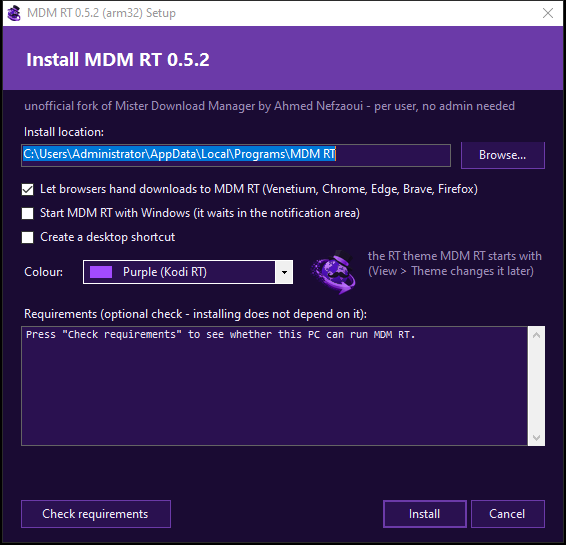 MDM RT 0.5.2 (arm32) Setup
Install MDM RT 0.5.2
unofficial fork of Mister Download Manager by Ahmed Nefzaoui - per user, no admin needed
Install location:
C:\Users\Administrator\AppData\Local\Programs\MDM RT
Browse...
Let browsers hand downloads to MDM RT (Venetium, Chrome, Edge, Brave, Firefox)
Start MDM RT with Windows (it waits in the notification area)
Create a desktop shortcut
Colour:
Purple (Kodi RT)
the RT theme MDM RT starts with
(View > Theme changes it later)
Requirements (optional check - installing does not depend on it):
Press "Check requirements" to see whether this PC can run MDM RT.
Check requirements
Install
Cancel